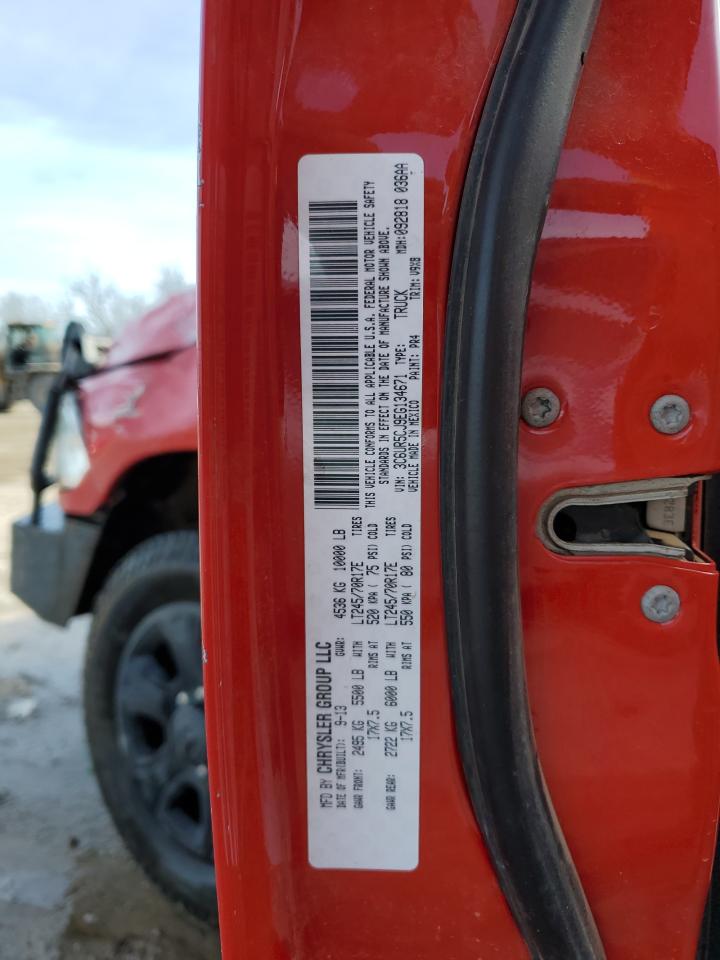 MFD BY CHRYSLER GROUP LLC
DATE OF MFR(BUILT): 9-13 GVWR: 4536 KG 10000 LB
GAWR FRONT: 2495 KG 5500 LB WITH LT245/70R17E TIRES
17X7.5 RIMS AT 520 KPA ( 75 PSI) COLD
GAWR REAR: 2722 KG 6000 LB WITH LT245/70R17E TIRES
17X7.5 RIMS AT 550 KPA ( 80 PSI) COLD
THIS VEHICLE CONFORMS TO ALL APPLICABLE U.S.A. FEDERAL MOTOR VEHICLE SAFETY
STANDARDS IN EFFECT ON THE DATE OF MANUFACTURE SHOWN ABOVE.
VIN: 3C6UR5CJ9EG134671 TYPE: TRUCK MDH:092818 036AA
VEHICLE MADE IN MEXICO PAINT: PR4 TRIM: V9X8